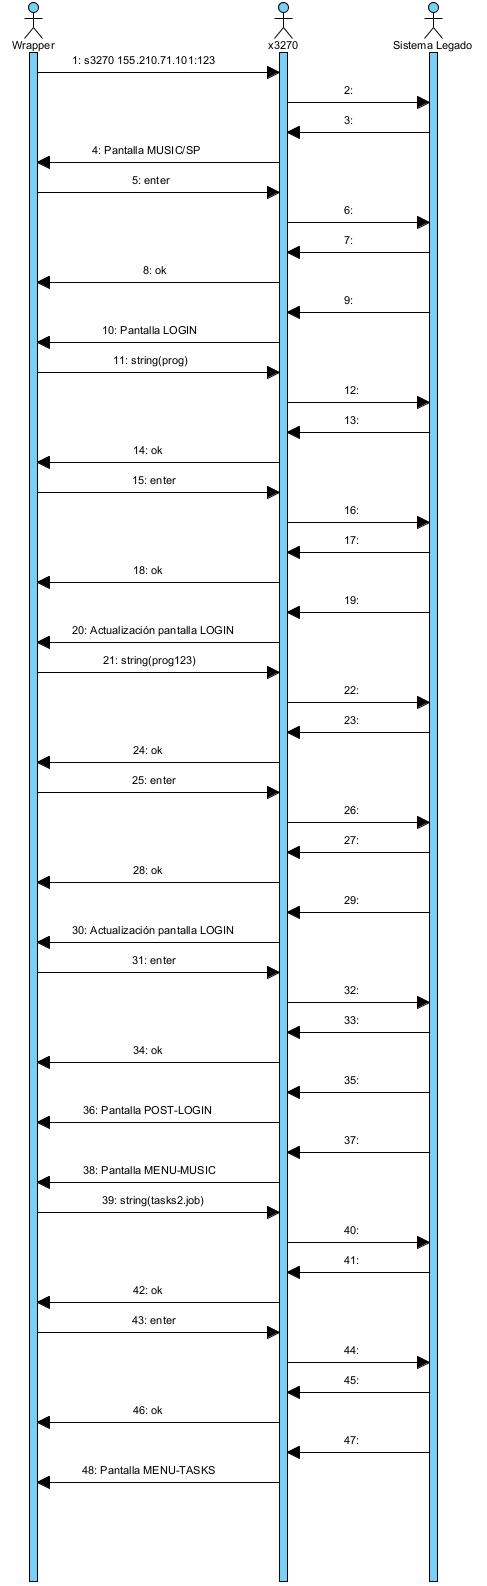 Wrapper
x3270
Sistema Legado
1: s3270 155.210.71.101:123
2:
3:
4: Pantalla MUSIC/SP
5: enter
6:
7:
8: ok
9:
10: Pantalla LOGIN
11: string(prog)
12:
13:
14: ok
15: enter
16:
17:
18: ok
19:
20: Actualización pantalla LOGIN
21: string(prog123)
22:
23:
24: ok
25: enter
26:
27:
28: ok
29:
30: Actualización pantalla LOGIN
31: enter
32:
33:
34: ok
35:
36: Pantalla POST-LOGIN
37:
38: Pantalla MENU-MUSIC
39: string(tasks2.job)
40:
41:
42: ok
43: enter
44:
45:
46: ok
47:
48: Pantalla MENU-TASKS